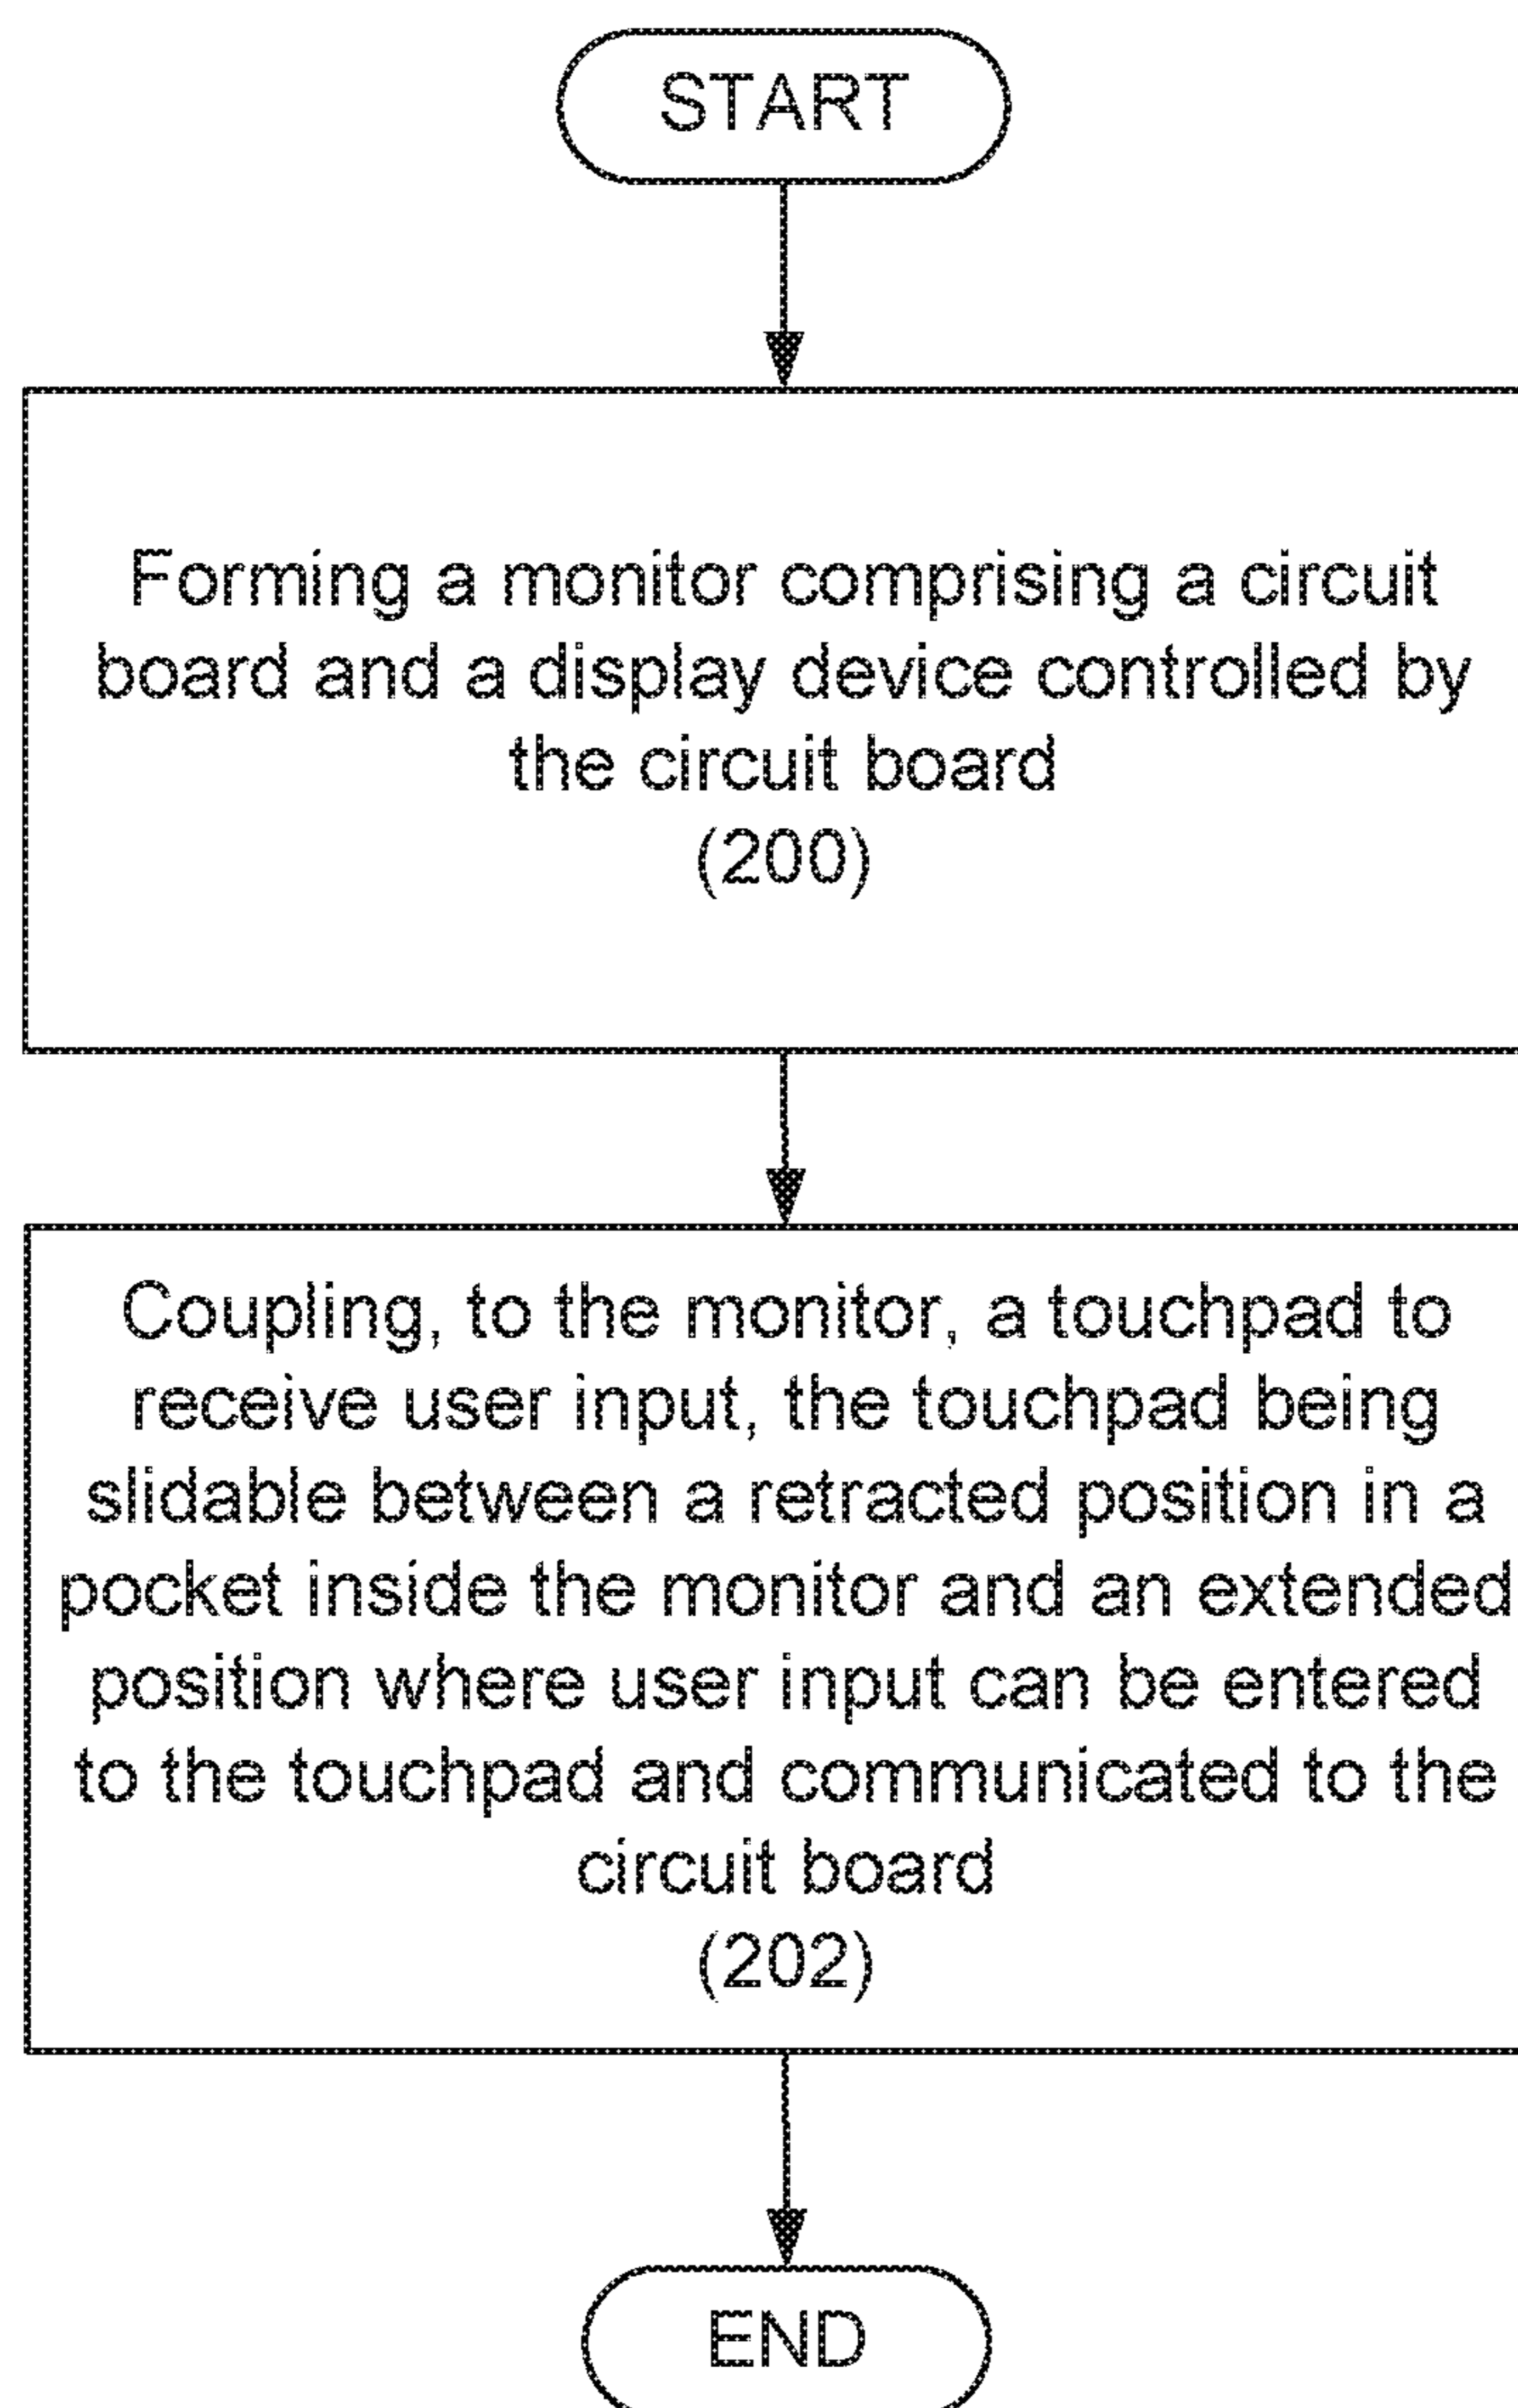 START
Forming a monitor comprising a circuit
board and a display device controlled by
the circuit board
(200)
Coupling, to the monitor, a touchpad to
receive user input, the touchpad being
slidable between a retracted position in a
pocket inside the monitor and an extended
position where user input can be entered
to the touchpad and communicated to the
circuit board
(202)
END